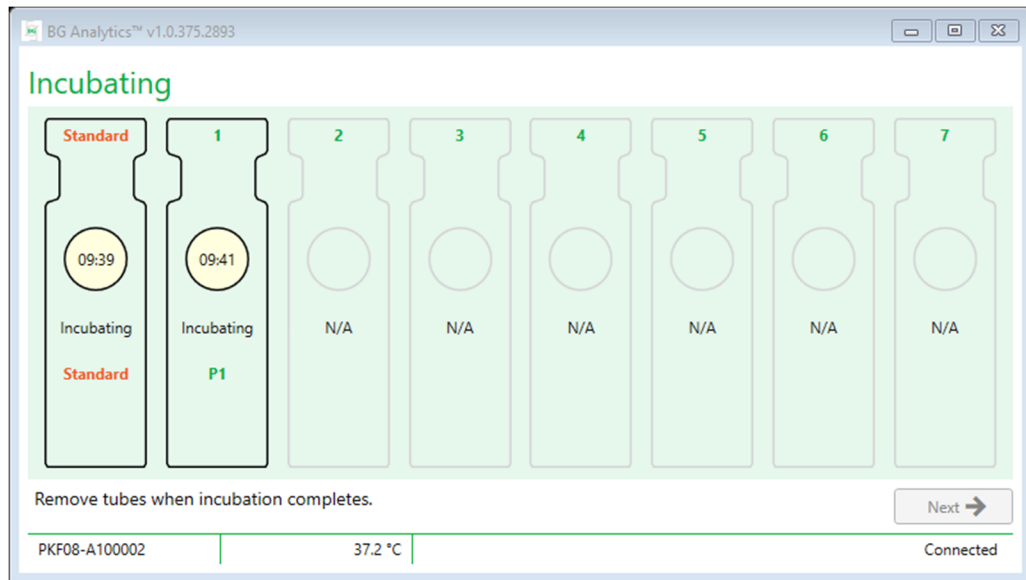 BG Analytics™ v1.0.375.2893
Incubating
Standard 1 2 3 4 5 6 7
09:39 09:41
Incubating Incubating N/A N/A N/A N/A N/A N/A
Standard P1
Remove tubes when incubation completes.
Next
PKF08-A100002 37.2 °C Connected